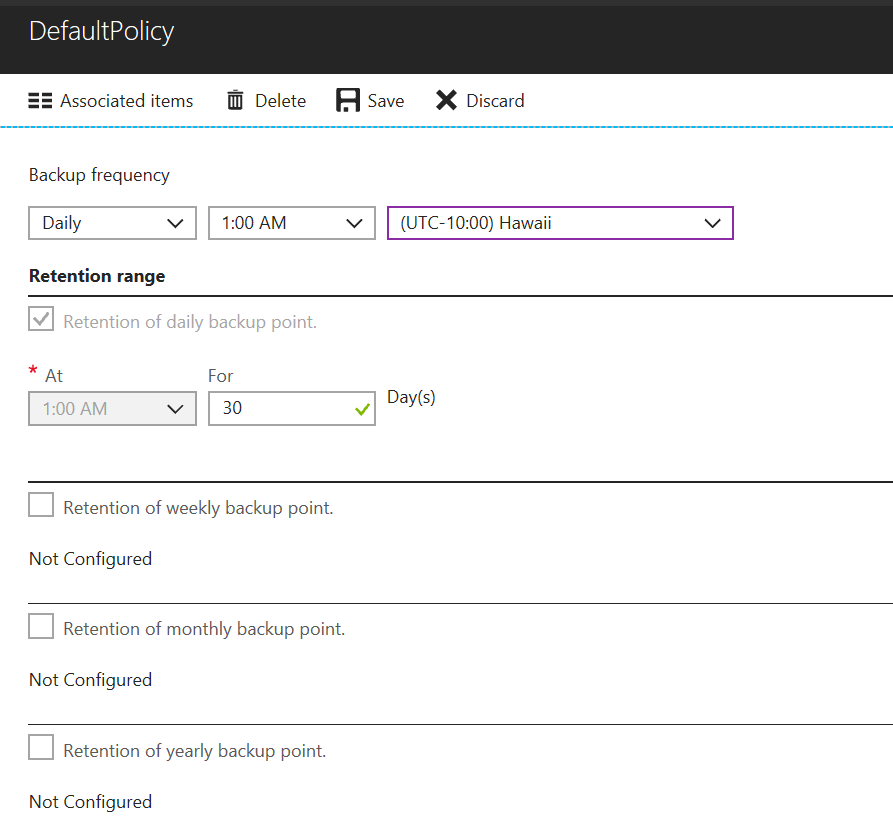 DefaultPolicy
Associated items Delete Save Discard
Backup frequency
Daily 1:00 AM (UTC-10:00) Hawaii
Retention range
Retention of daily backup point.
* At For
1:00 AM 30 Day(s)
Retention of weekly backup point.
Not Configured
Retention of monthly backup point.
Not Configured
Retention of yearly backup point.
Not Configured